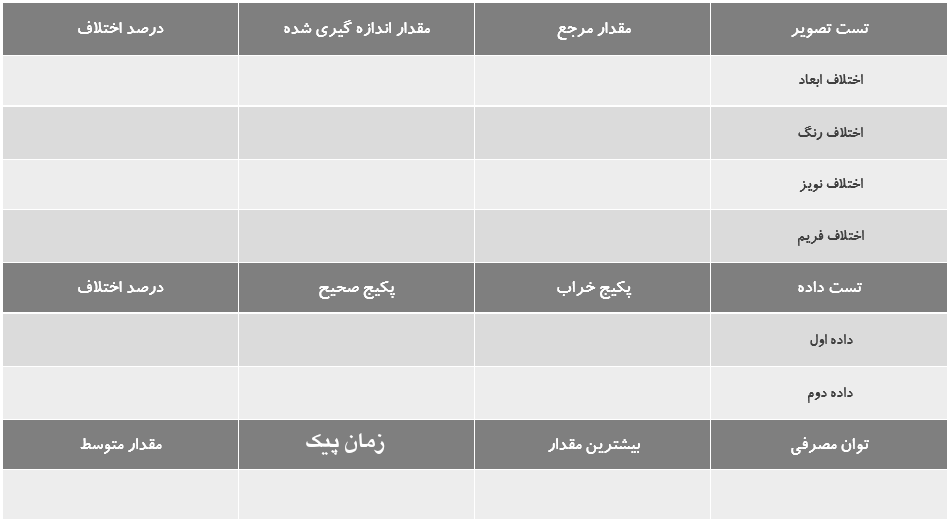 تست تصویر مقدار مرجع مقدار اندازه گیری شده درصد اختلاف
اختلاف ابعاد
اختلاف رنگ
اختلاف نویز
اختلاف فریم
تست داده پکیج خراب پکیج صحیح درصد اختلاف
داده اول
داده دوم
توان مصرفی بیشترین مقدار زمان پیک مقدار متوسط